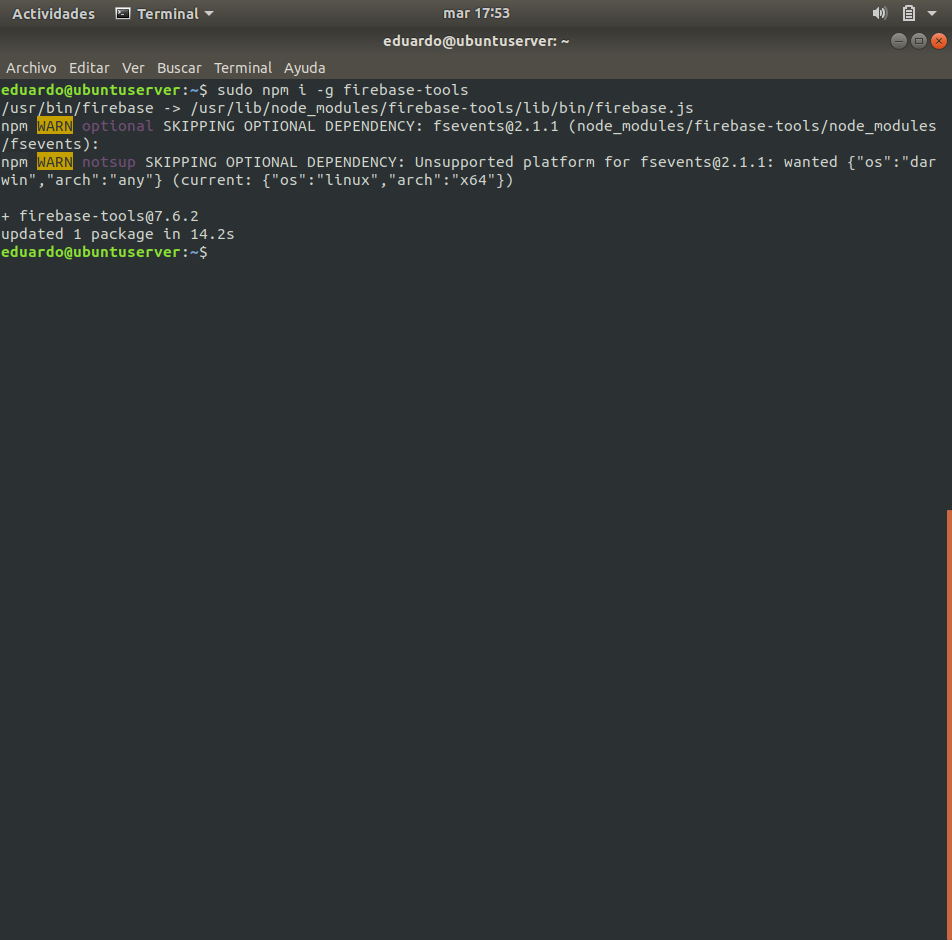 Actividades Terminal mar 17:53
eduardo@ubuntuserver: ~
Archivo Editar Ver Buscar Terminal Ayuda
eduardo@ubuntuserver:~$ sudo npm i -g firebase-tools
/usr/bin/firebase -> /usr/lib/node_modules/firebase-tools/lib/bin/firebase.js
npm WARN optional SKIPPING OPTIONAL DEPENDENCY: fsevents@2.1.1 (node_modules/firebase-tools/node_modules
/fsevents):
npm WARN notsup SKIPPING OPTIONAL DEPENDENCY: Unsupported platform for fsevents@2.1.1: wanted {"os":"dar
win","arch":"any"} (current: {"os":"linux","arch":"x64"})
+ firebase-tools@7.6.2
updated 1 package in 14.2s
eduardo@ubuntuserver:~$